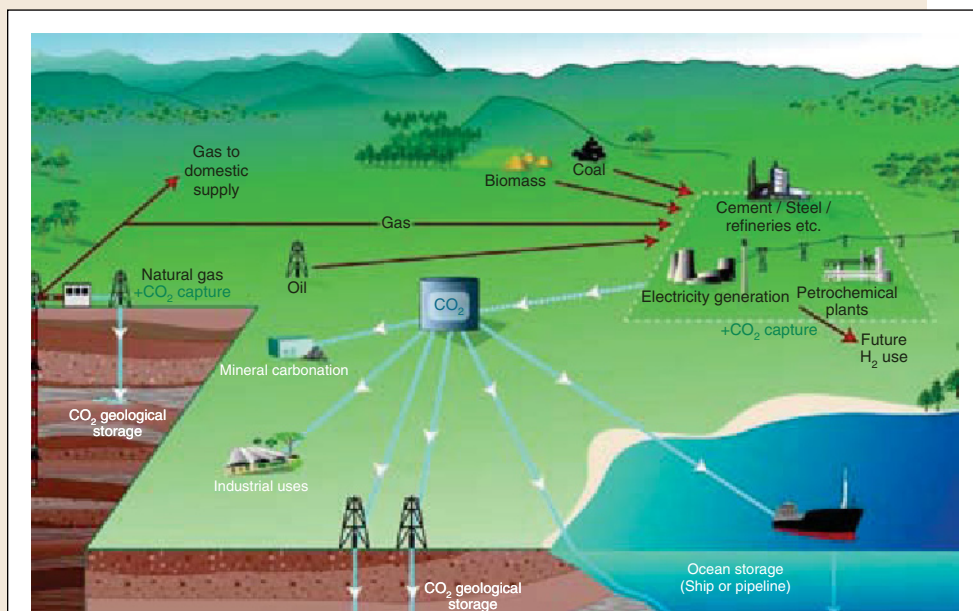 Gas to
domestic
supply
Coal
Biomass
Cement / Steel /
refineries etc.
Gas
Natural gas
+CO₂ capture
Oil
Electricity generation
Petrochemical
plants
CO₂
+CO₂ capture
Future
H₂ use
Mineral carbonation
CO₂ geological
storage
Industrial uses
Ocean storage
(Ship or pipeline)
CO₂ geological
storage